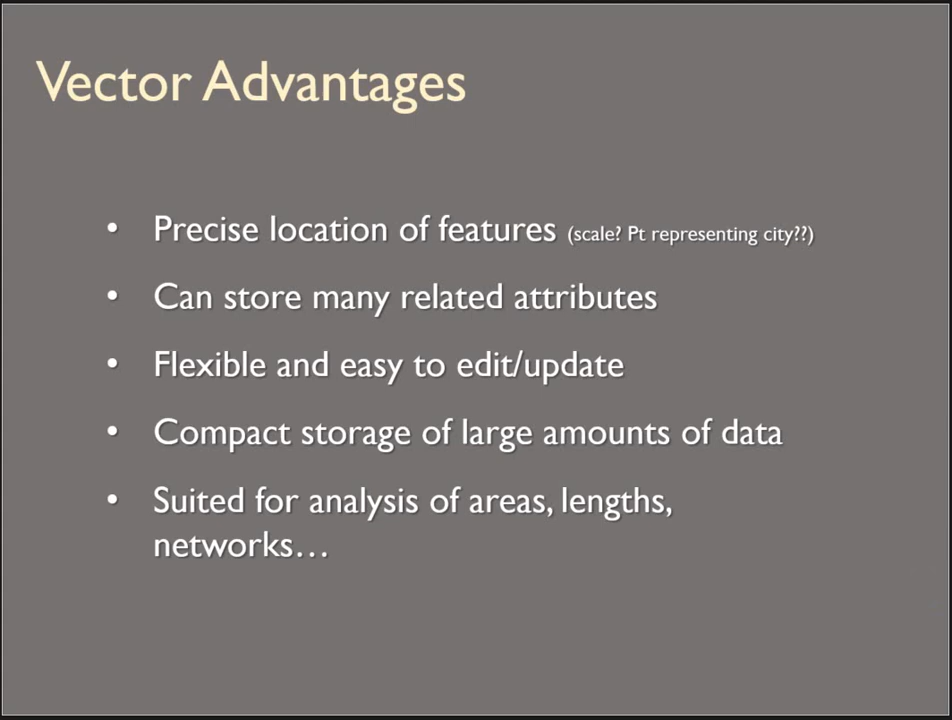 Vector Advantages
• Precise location of features (scale? Pt representing city??)
• Can store many related attributes
• Flexible and easy to edit/update
• Compact storage of large amounts of data
• Suited for analysis of areas, lengths,
networks…